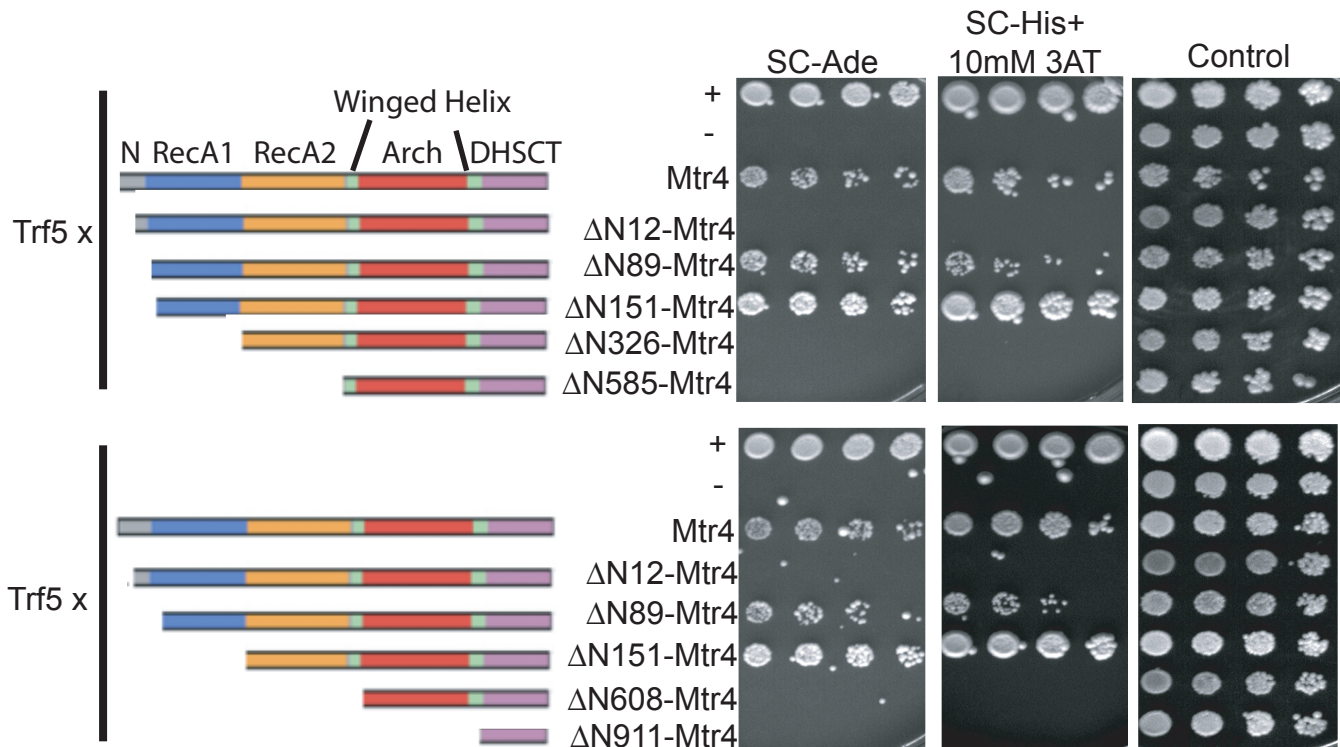 SC-Ade
SC-His+
10mM 3AT
Control
Winged Helix
N RecA1 RecA2 Arch DHSCT
Trf5 x
+
-
Mtr4
ΔN12-Mtr4
ΔN89-Mtr4
ΔN151-Mtr4
ΔN326-Mtr4
ΔN585-Mtr4
Trf5 x
+
-
Mtr4
ΔN12-Mtr4
ΔN89-Mtr4
ΔN151-Mtr4
ΔN608-Mtr4
ΔN911-Mtr4